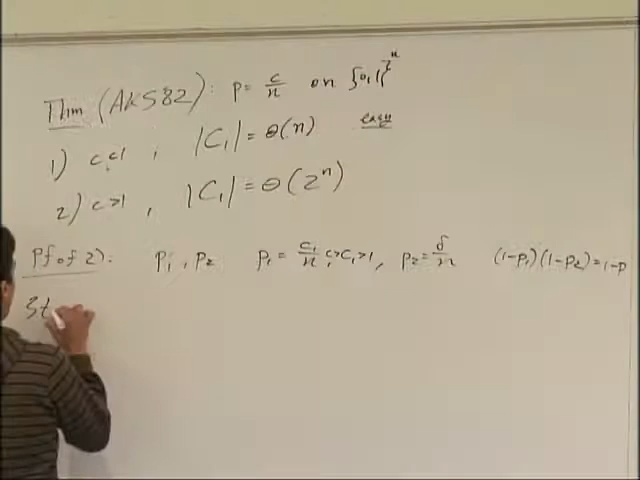 Thm (AKS82): p = c/n on {0,1}^n
1) c<1, |C₁| = Θ(n) easy
2) c>1, |C₁| = Θ(2ⁿ)
Pf of 2). p₁, p₂ p₁ = c₁/n, c>c₁>1, p₂ = δ/n (1-p₁)(1-p₂)=1-p
St